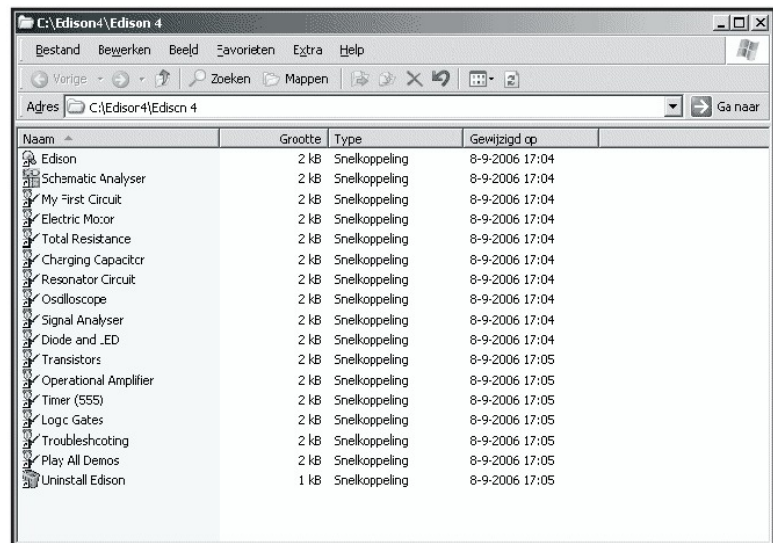 C:\Edison4\Edison 4
Bestand Bewerken Beeld Favorieten Extra Help
Vorige Zoeken Mappen
Adres C:\Edison4\Edison 4 Ga naar
Naam Grootte Type Gewijzigd op
Edison 2 kB Snelkoppeling 8-9-2006 17:04
Schematic Analyser 2 kB Snelkoppeling 8-9-2006 17:04
My First Circuit 2 kB Snelkoppeling 8-9-2006 17:04
Electric Motor 2 kB Snelkoppeling 8-9-2006 17:04
Total Resistance 2 kB Snelkoppeling 8-9-2006 17:04
Charging Capacitor 2 kB Snelkoppeling 8-9-2006 17:04
Resonator Circuit 2 kB Snelkoppeling 8-9-2006 17:04
Oscilloscope 2 kB Snelkoppeling 8-9-2006 17:04
Signal Analyser 2 kB Snelkoppeling 8-9-2006 17:04
Diode and LED 2 kB Snelkoppeling 8-9-2006 17:04
Transistors 2 kB Snelkoppeling 8-9-2006 17:05
Operational Amplifier 2 kB Snelkoppeling 8-9-2006 17:05
Timer (555) 2 kB Snelkoppeling 8-9-2006 17:05
Logic Gates 2 kB Snelkoppeling 8-9-2006 17:05
Troubleshooting 2 kB Snelkoppeling 8-9-2006 17:05
Play All Demos 2 kB Snelkoppeling 8-9-2006 17:05
Uninstall Edison 1 kB Snelkoppeling 8-9-2006 17:05